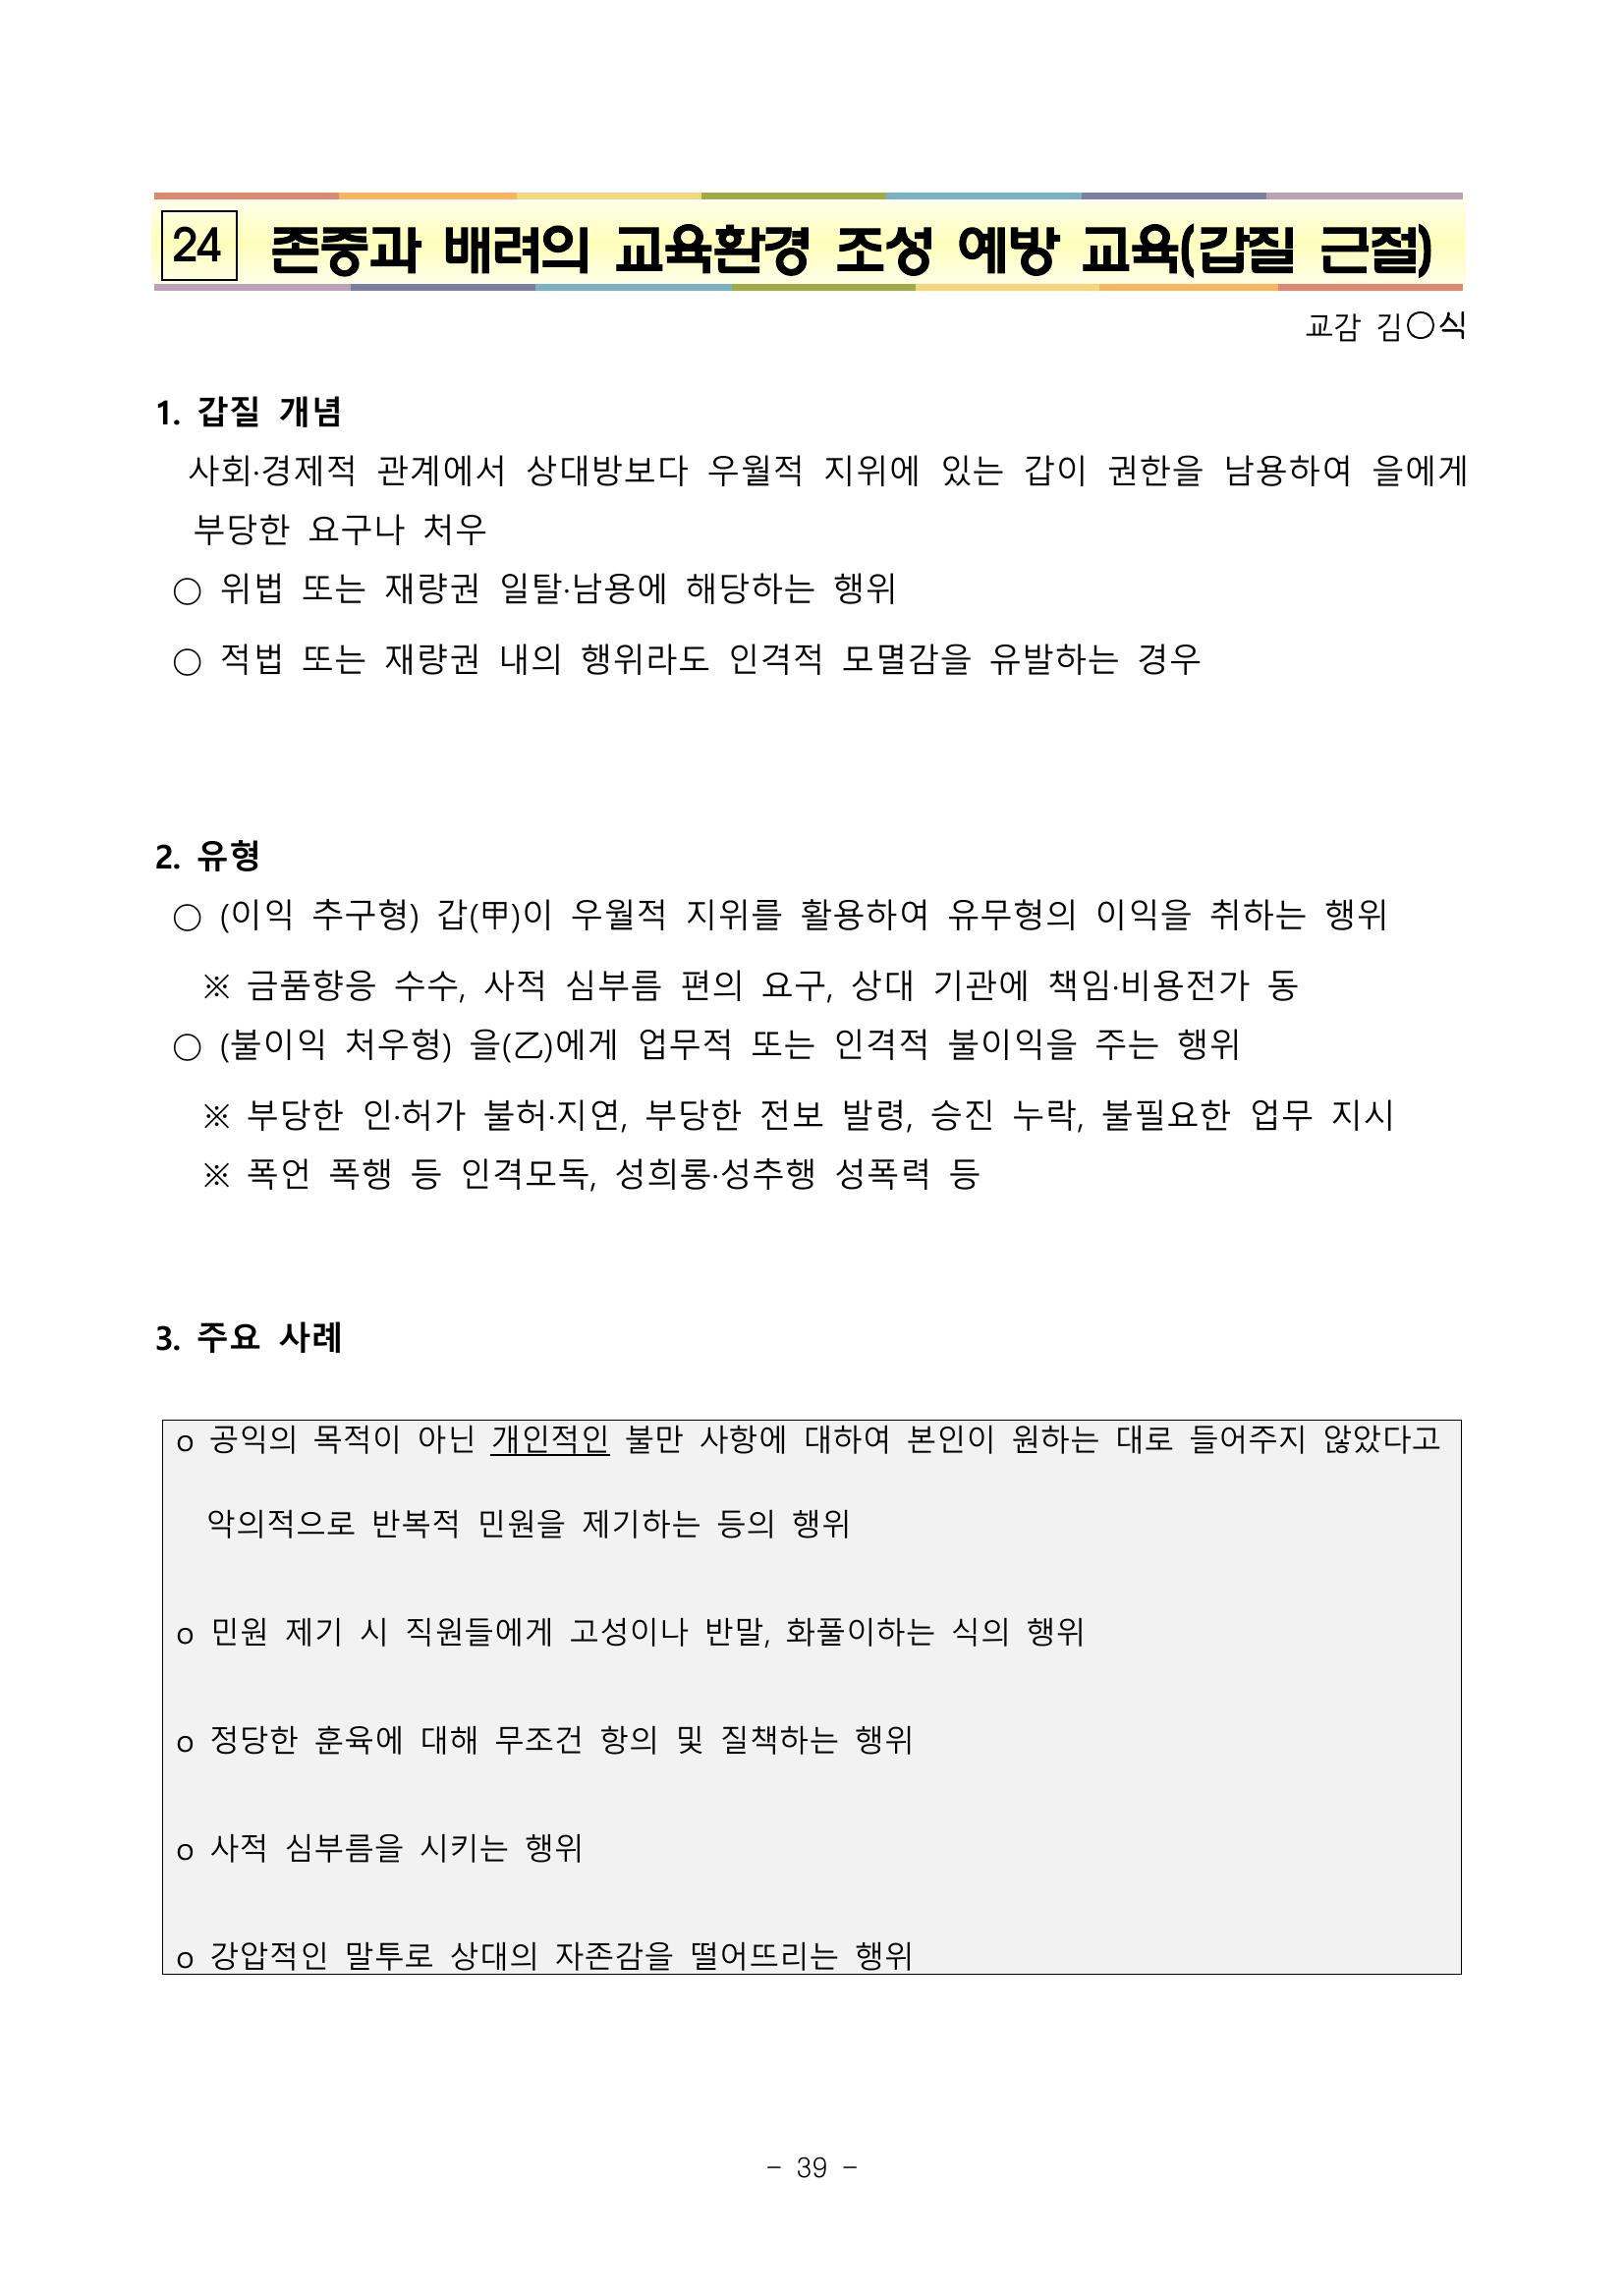 24 존중과 배려의 교육환경 조성 예방 교육(갑질 근절)
교감 김○식
1. 갑질 개념
사회·경제적 관계에서 상대방보다 우월적 지위에 있는 갑이 권한을 남용하여 을에게
부당한 요구나 처우
○ 위법 또는 재량권 일탈·남용에 해당하는 행위
○ 적법 또는 재량권 내의 행위라도 인격적 모멸감을 유발하는 경우
2. 유형
○ (이익 추구형) 갑(甲)이 우월적 지위를 활용하여 유무형의 이익을 취하는 행위
※ 금품향응 수수, 사적 심부름 편의 요구, 상대 기관에 책임·비용전가 동
○ (불이익 처우형) 을(乙)에게 업무적 또는 인격적 불이익을 주는 행위
※ 부당한 인·허가 불허·지연, 부당한 전보 발령, 승진 누락, 불필요한 업무 지시
※ 폭언 폭행 등 인격모독, 성희롱·성추행 성폭력 등
3. 주요 사례
o 공익의 목적이 아닌 개인적인 불만 사항에 대하여 본인이 원하는 대로 들어주지 않았다고
악의적으로 반복적 민원을 제기하는 등의 행위
o 민원 제기 시 직원들에게 고성이나 반말, 화풀이하는 식의 행위
o 정당한 훈육에 대해 무조건 항의 및 질책하는 행위
o 사적 심부름을 시키는 행위
o 강압적인 말투로 상대의 자존감을 떨어뜨리는 행위
- 39 -